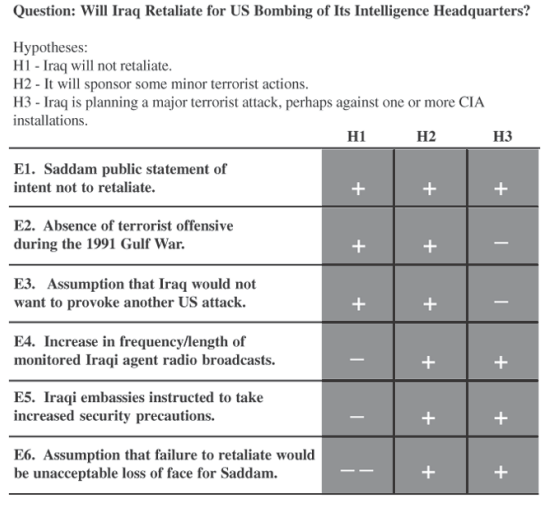 Question: Will Iraq Retaliate for US Bombing of Its Intelligence Headquarters?
Hypotheses:
H1 - Iraq will not retaliate.
H2 - It will sponsor some minor terrorist actions.
H3 - Iraq is planning a major terrorist attack, perhaps against one or more CIA
installations.
H1 H2 H3
E1. Saddam public statement of
intent not to retaliate. + + +
E2. Absence of terrorist offensive
during the 1991 Gulf War. + + −
E3. Assumption that Iraq would not
want to provoke another US attack. + + −
E4. Increase in frequency/length of
monitored Iraqi agent radio broadcasts. − + +
E5. Iraqi embassies instructed to take
increased security precautions. − + +
E6. Assumption that failure to retaliate would
be unacceptable loss of face for Saddam. − − + +